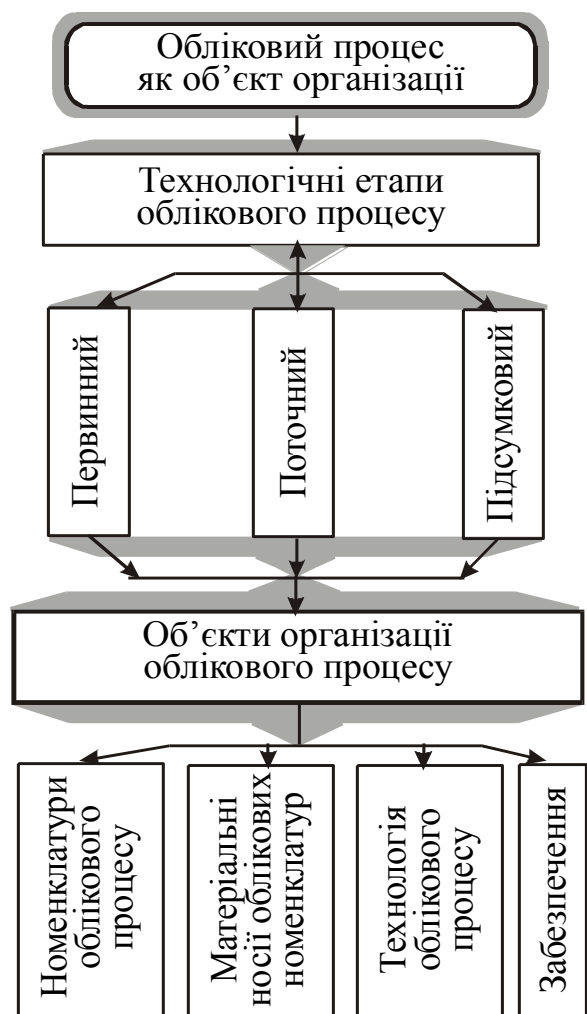 Обліковий процес
як об’єкт організації
Технологічні етапи
облікового процесу
Первинний
Поточний
Підсумковий
Об’єкти організації
облікового процесу
Номенклатури
облікового
процесу
Матеріальні
носії облікових
номенклатур
Технологія
облікового
процесу
Забезпечення